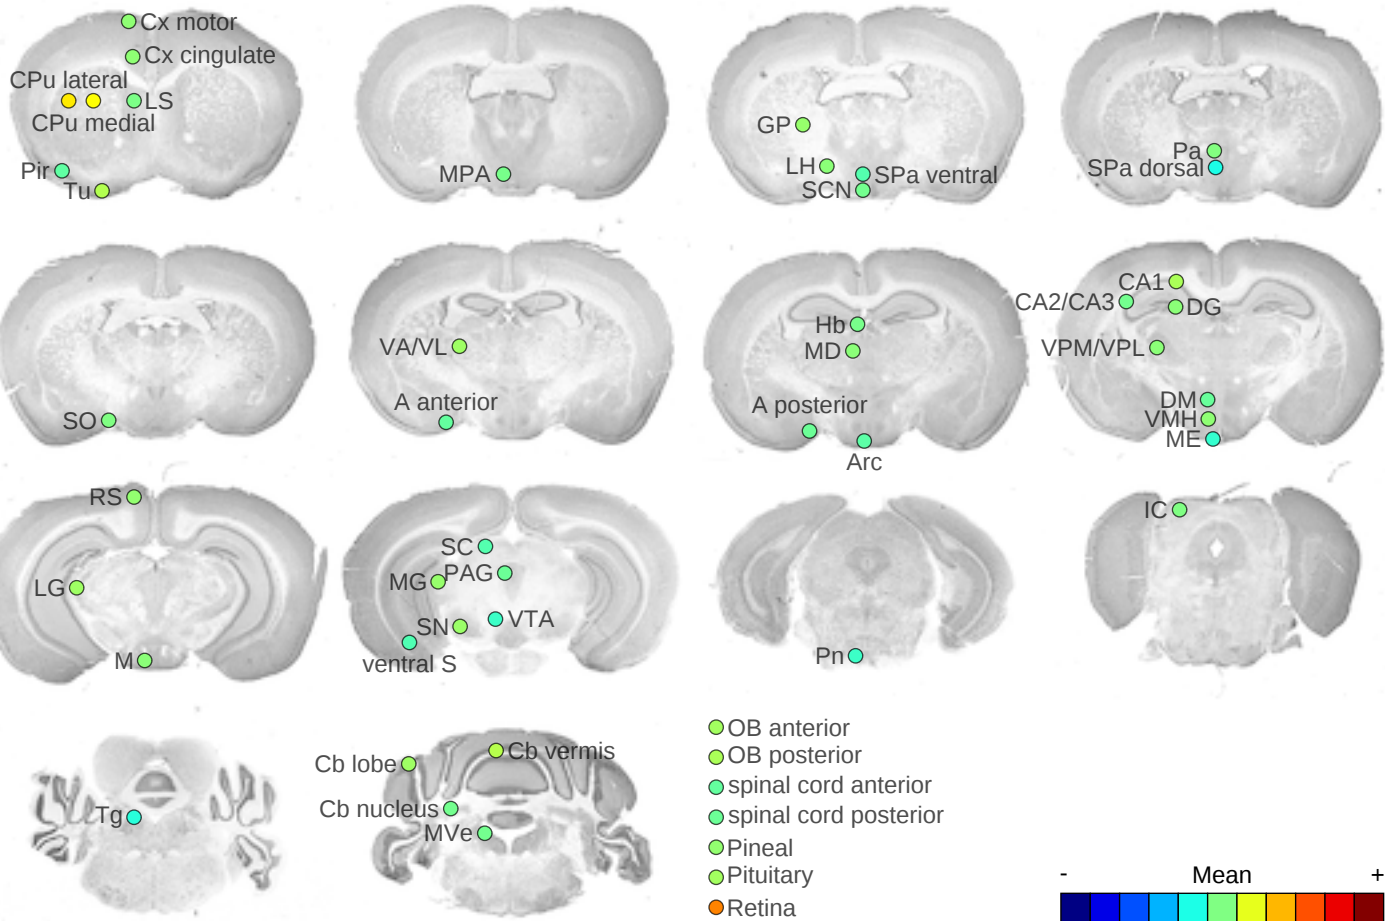 Cx motor
Cx cingulate
CPu lateral
LS
CPu medial
Pir
Tu
MPA
GP
LH
SPa ventral
SCN
Pa
SPa dorsal
SO
VA/VL
A anterior
Hb
MD
A posterior
Arc
CA1
CA2/CA3
DG
VPM/VPL
DM
VMH
ME
RS
LG
M
SC
PAG
MG
SN
VTA
ventral S
Pn
IC
Tg
Cb lobe
Cb vermis
Cb nucleus
MVe
OB anterior
OB posterior
spinal cord anterior
spinal cord posterior
Pineal
Pituitary
Retina
- Mean +